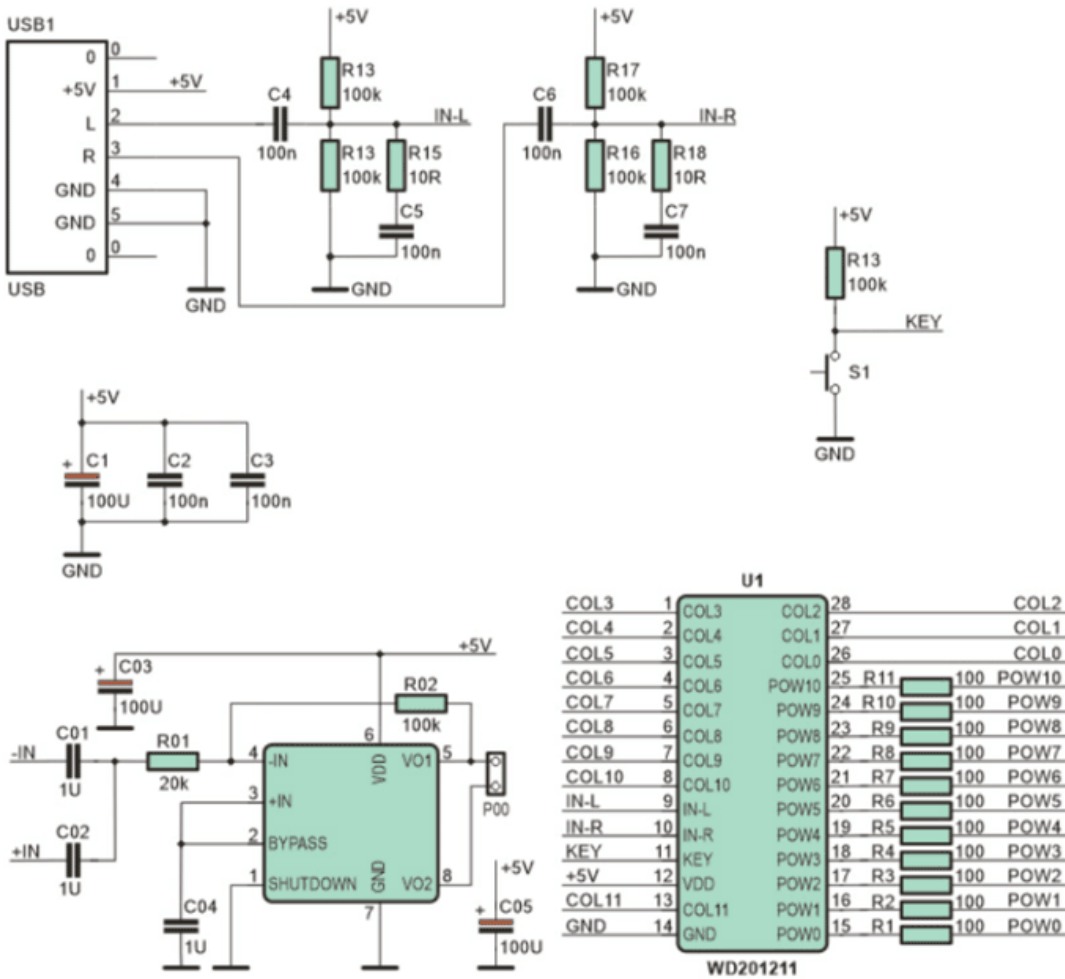 USB1
0 0
+5V 1 +5V
L 2
R 3
GND 4
GND 5
0 0
USB
GND
C4
100n
+5V
R13
100k
IN-L
R13
100k
R15
10R
C5
100n
GND
C6
100n
+5V
R17
100k
IN-R
R16
100k
R18
10R
C7
100n
GND
+5V
R13
100k
KEY
S1
GND
+5V
+ C1
100U
C2
100n
C3
100n
GND
+5V
+ C03
100U
R02
100k
-IN
C01
1U
R01
20k
+IN
C02
1U
4 -IN
3 +IN
2 BYPASS
1 SHUTDOWN
6
VDD
VO1 5
GND
7
VO2 8
P00
C04
1U
+5V
+ C05
100U
U1
COL3 1 COL3 COL2 28 COL2
COL4 2 COL4 COL1 27 COL1
COL5 3 COL5 COL0 26 COL0
COL6 4 COL6 POW10 25 R11 100 POW10
COL7 5 COL7 POW9 24 R10 100 POW9
COL8 6 COL8 POW8 23 R9 100 POW8
COL9 7 COL9 POW7 22 R8 100 POW7
COL10 8 COL10 POW6 21 R7 100 POW6
IN-L 9 IN-L POW5 20 R6 100 POW5
IN-R 10 IN-R POW4 19 R5 100 POW4
KEY 11 KEY POW3 18 R4 100 POW3
+5V 12 VDD POW2 17 R3 100 POW2
COL11 13 COL11 POW1 16 R2 100 POW1
GND 14 GND POW0 15 R1 100 POW0
WD201211